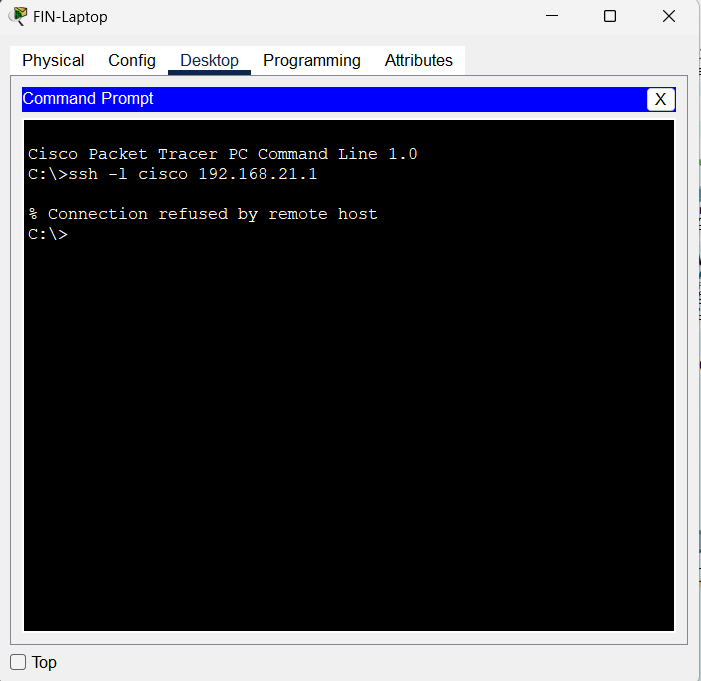 FIN-Laptop
Physical Config Desktop Programming Attributes
Command Prompt
X
Cisco Packet Tracer PC Command Line 1.0
C:\>ssh -l cisco 192.168.21.1
% Connection refused by remote host
C:\>
Top